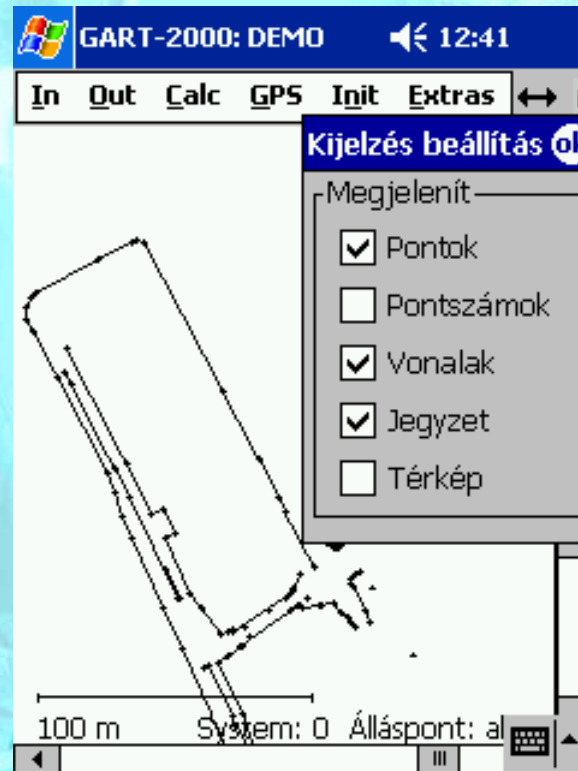 GART-2000: DEMO 12:41
In Out Calc GPS Init Extras
Kijelzés beállítás ok
Megjelenít
Pontok
Pontszámok
Vonalak
Jegyzet
Térkép
100 m System: 0 Álláspont: